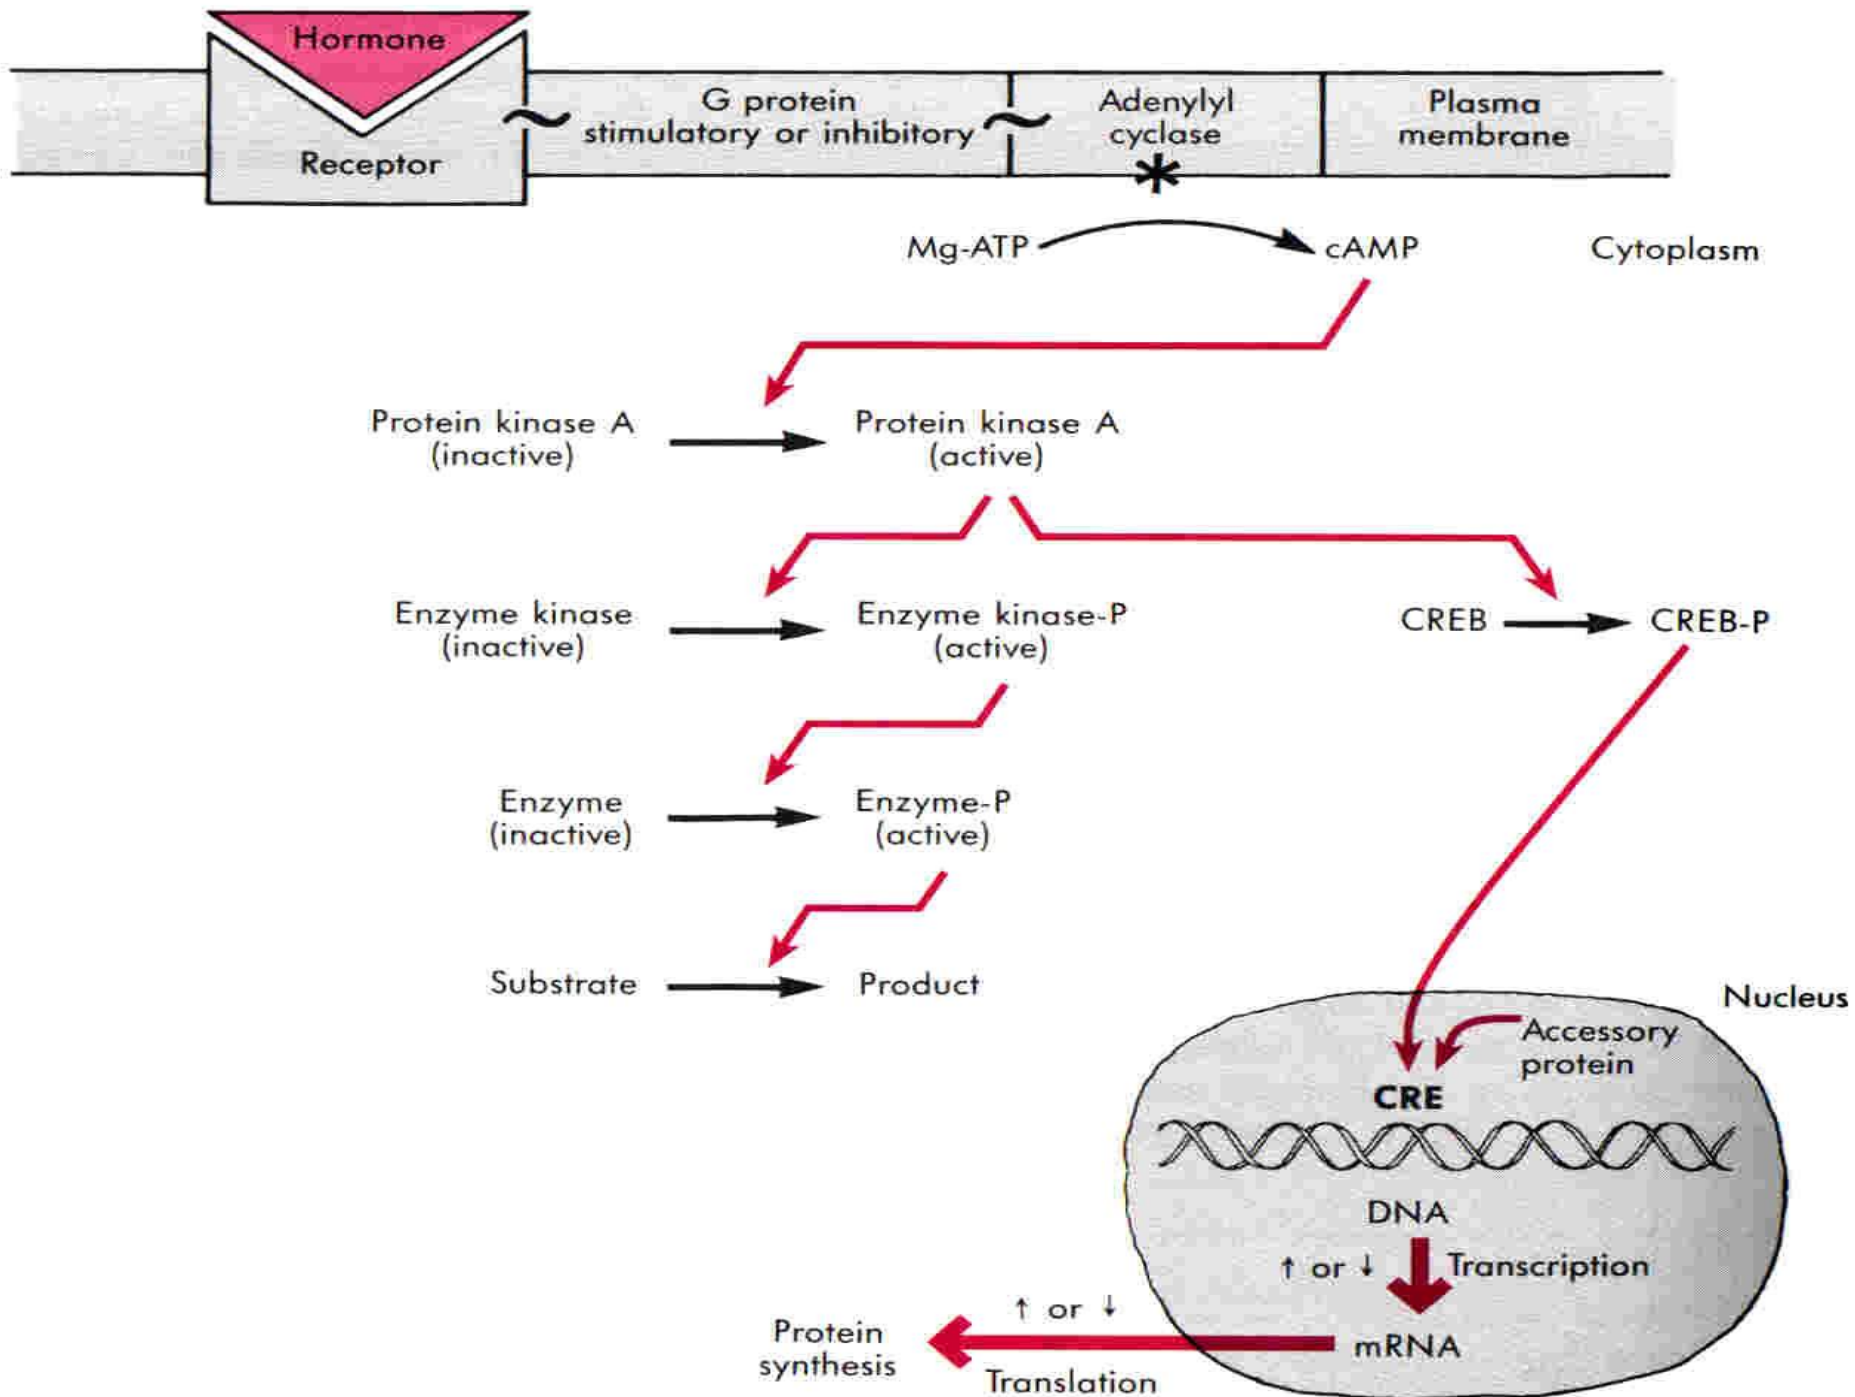 Hormone
Receptor
G protein
stimulatory or inhibitory
Adenylyl
cyclase
*
Plasma
membrane
Mg-ATP
cAMP
Cytoplasm
Protein kinase A
(inactive)
Protein kinase A
(active)
Enzyme kinase
(inactive)
Enzyme kinase-P
(active)
CREB
CREB-P
Enzyme
(inactive)
Enzyme-P
(active)
Substrate
Product
Nucleus
Accessory
protein
CRE
DNA
↑ or ↓
Transcription
mRNA
↑ or ↓
Translation
Protein
synthesis